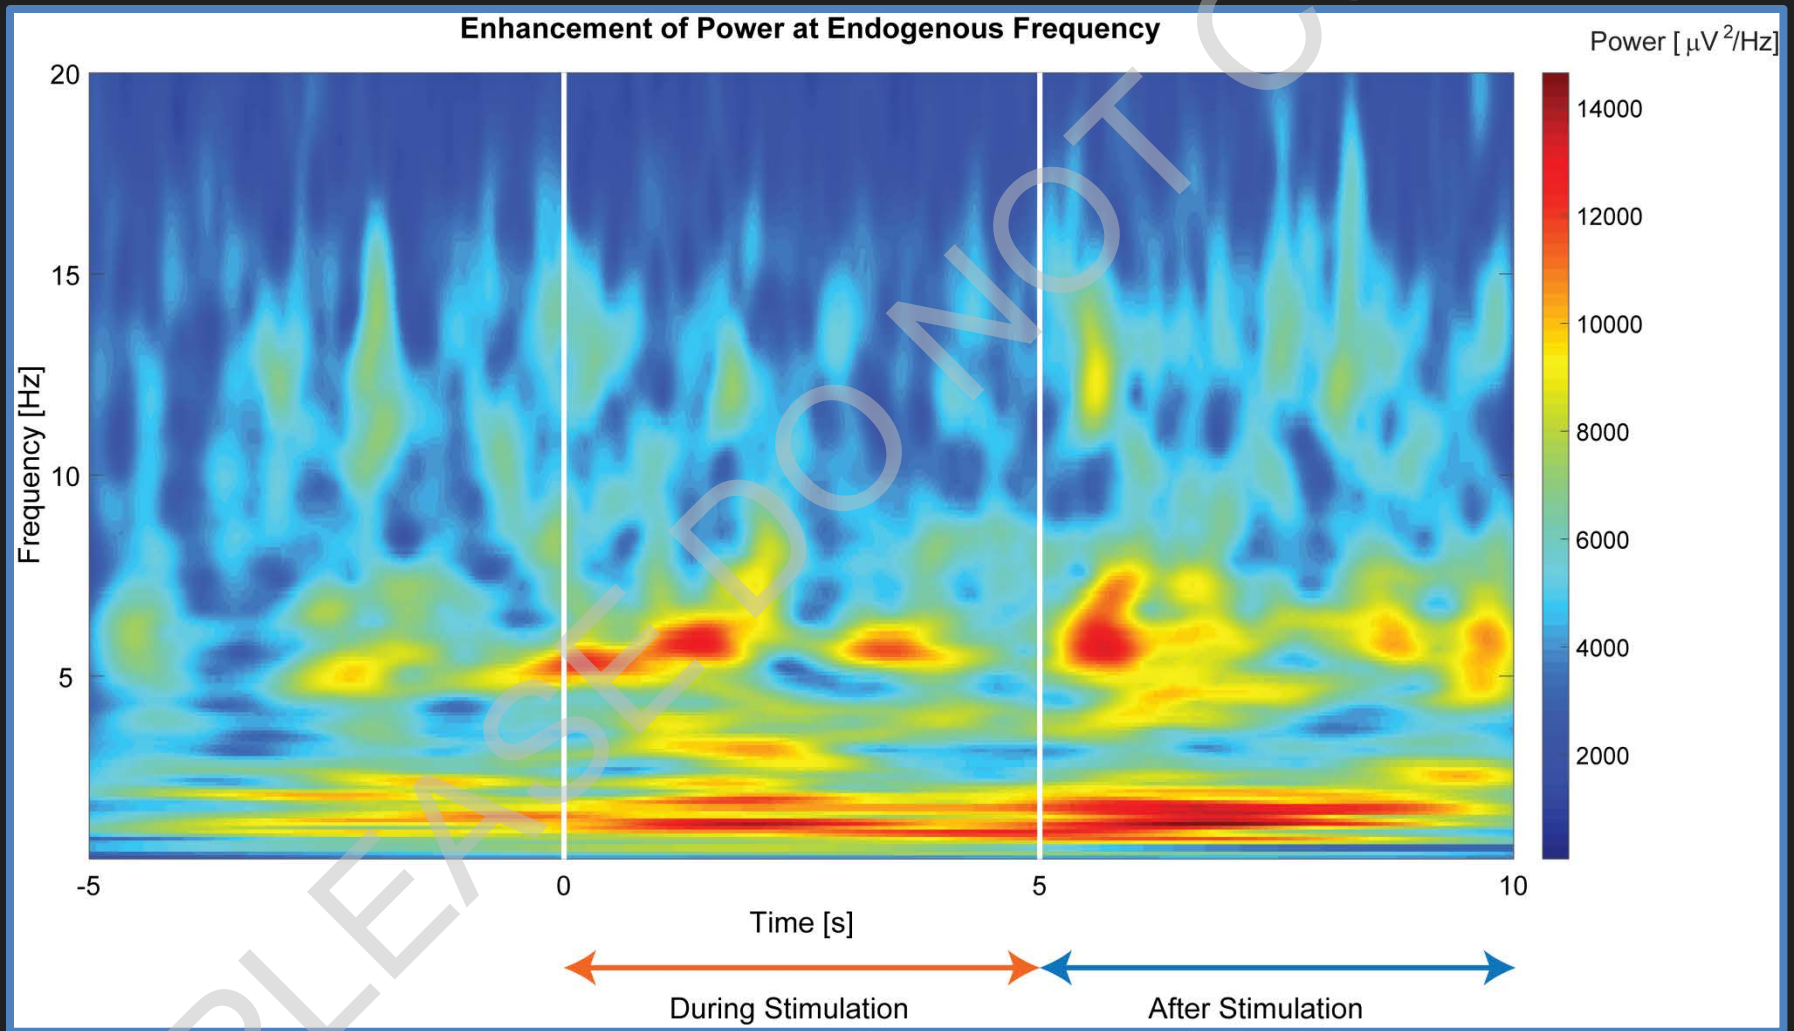 Enhancement of Power at Endogenous Frequency
Power [ μV²/Hz]
20
15
10
5
Frequency [Hz]
14000
12000
10000
8000
6000
4000
2000
-5 0 5 10
Time [s]
During Stimulation After Stimulation
PLEASE DO NOT C